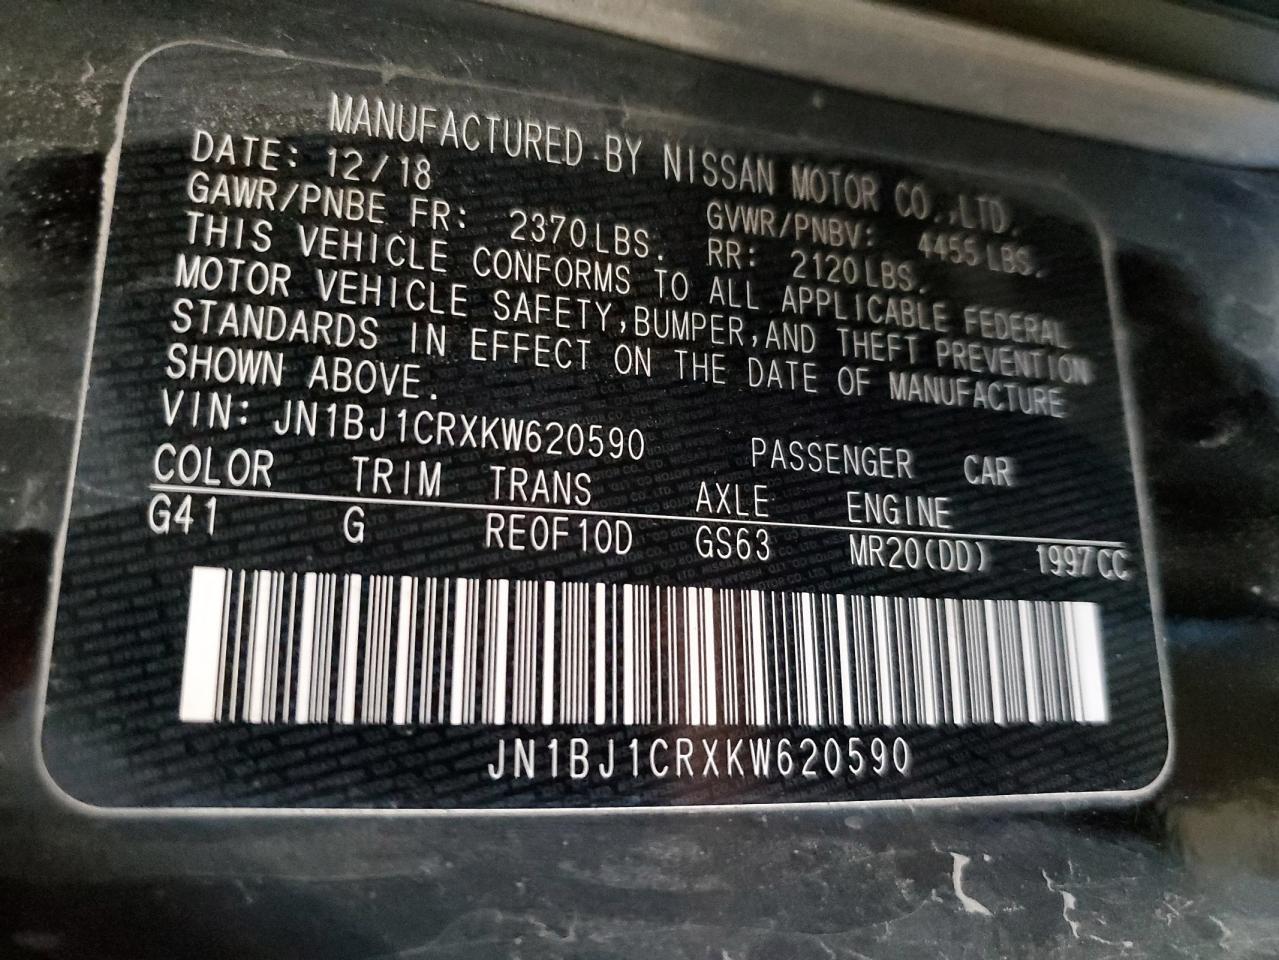 MANUFACTURED BY NISSAN MOTOR CO.,LTD.
DATE: 12/18 GVWR/PNBV: 4455LBS.
GAWR/PNBE FR: 2370LBS. RR: 2120LBS.
THIS VEHICLE CONFORMS TO ALL APPLICABLE FEDERAL
MOTOR VEHICLE SAFETY,BUMPER,AND THEFT PREVENTION
STANDARDS IN EFFECT ON THE DATE OF MANUFACTURE
SHOWN ABOVE.
VIN: JN1BJ1CRXKW620590 PASSENGER CAR
COLOR TRIM TRANS AXLE ENGINE
G41 G RE0F10D GS63 MR20(DD) 1997CC
JN1BJ1CRXKW620590